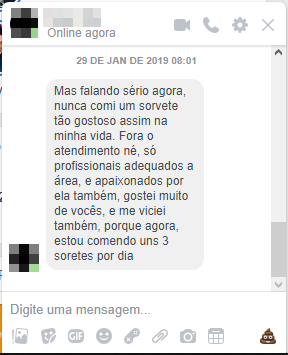 Online agora
29 DE JAN DE 2019 08:01
Mas falando sério agora,
nunca comi um sorvete
tão gostoso assim na
minha vida. Fora o
atendimento né, só
profissionais adequados a
área, e apaixonados por
ela também, gostei muito
de vocês, e me viciei
também, porque agora,
estou comendo uns 3
soretes por dia
Digite uma mensagem...
GIF